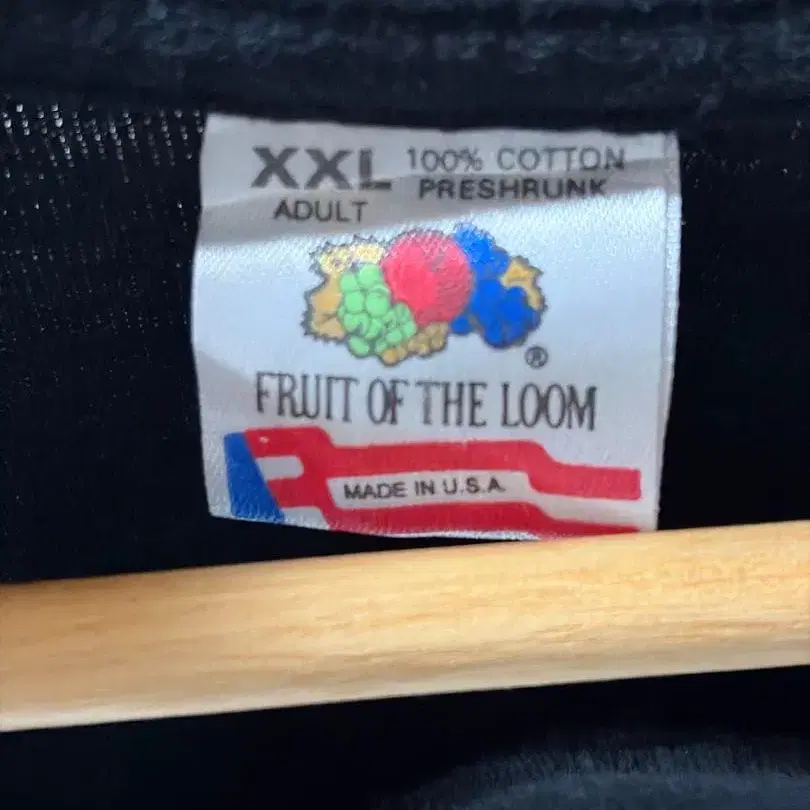 XXL 100% COTTON
ADULT PRESHRUNK
®
FRUIT OF THE LOOM
MADE IN U.S.A.